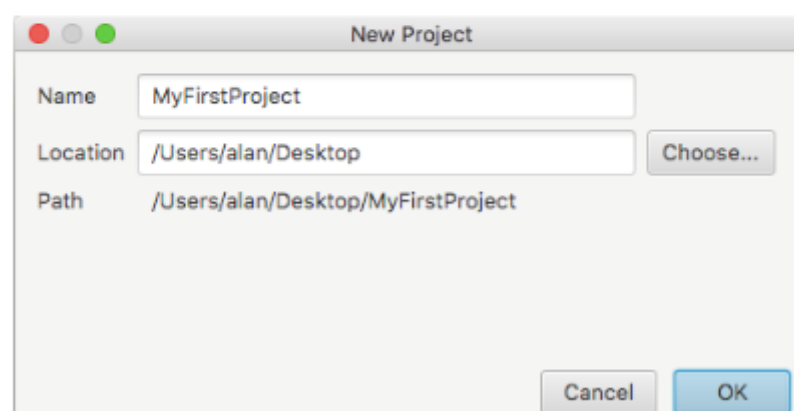 New Project
Name MyFirstProject
Location /Users/alan/Desktop Choose...
Path /Users/alan/Desktop/MyFirstProject
Cancel OK